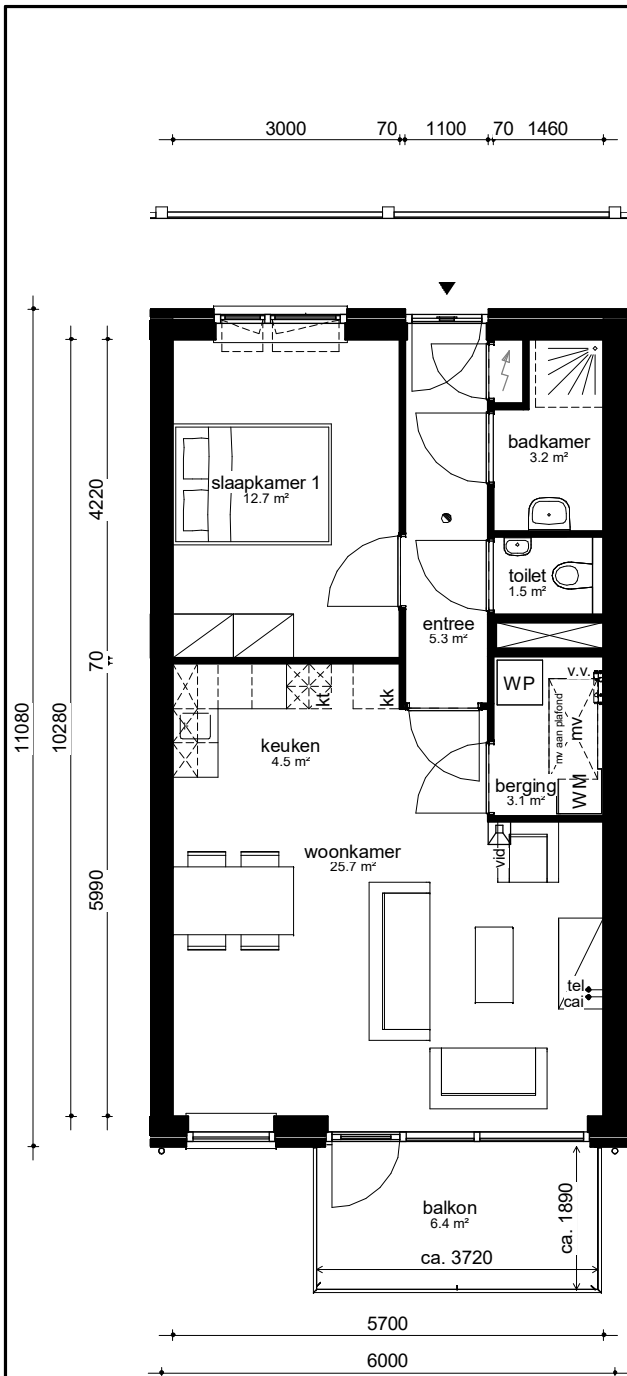 3000 70 1100 70 1460
badkamer
3.2 m²
slaapkamer 1
12.7 m²
4220
toilet
1.5 m²
entree
5.3 m²
70
11080
10280
WP
v.v.
mv aan plafond
mv
WM
kt
kk
keuken
4.5 m²
berging
3.1 m²
woonkamer
25.7 m²
vid
5990
tel
cai
balkon
6.4 m²
ca. 1890
ca. 3720
5700
6000